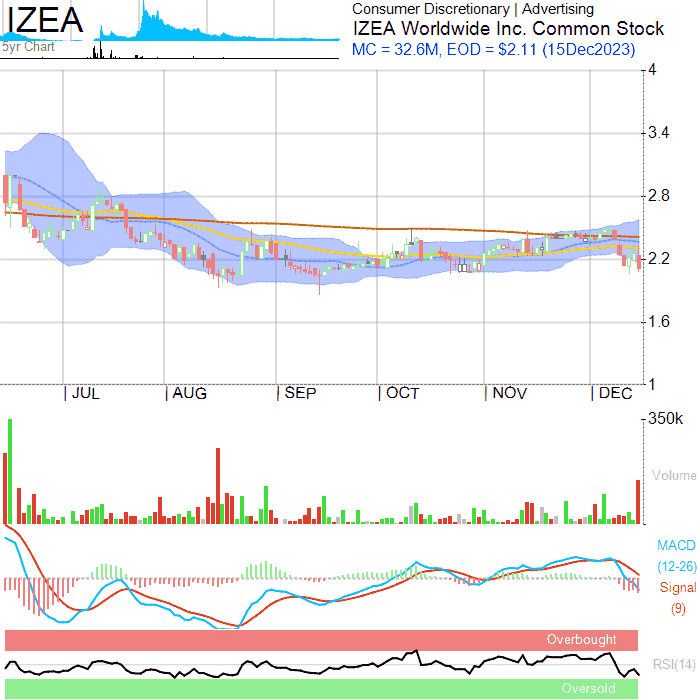 IZEA
5yr Chart
Consumer Discretionary | Advertising
IZEA Worldwide Inc. Common Stock
MC = 32.6M, EOD = $2.11 (15Dec2023)
4
3.4
2.8
2.2
1.6
1
JUL
AUG
SEP
OCT
NOV
DEC
350k
Volume
MACD
(12-26)
Signal
(9)
Overbought
RSI(14)
Oversold